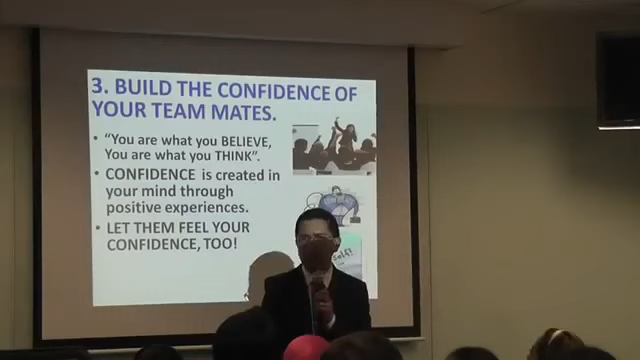 3. BUILD THE CONFIDENCE OF
YOUR TEAM MATES.
• "You are what you BELIEVE,
You are what you THINK".
• CONFIDENCE is created in
your mind through
positive experiences.
• LET THEM FEEL YOUR
CONFIDENCE, TOO!